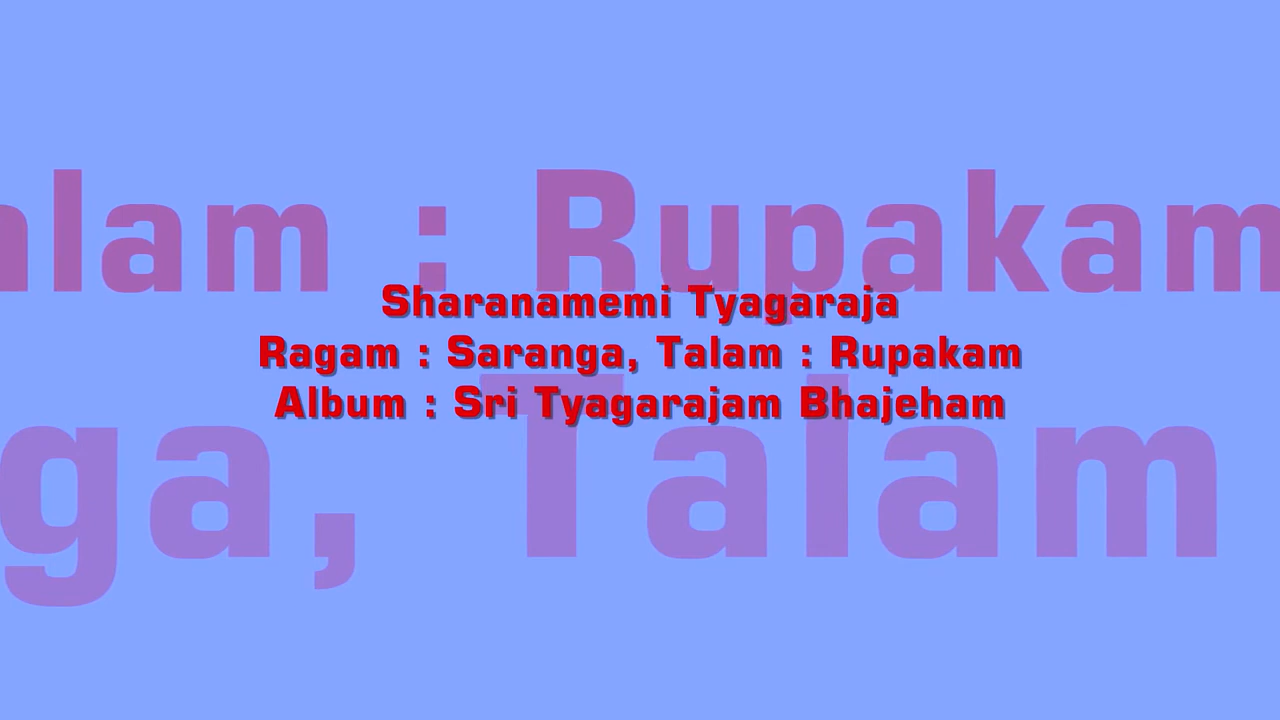 alam : Rupakam
Sharanamemi Tyagaraja
Ragam : Saranga, Talam : Rupakam
Album : Sri Tyagarajam Bhajeham
ga, Talam